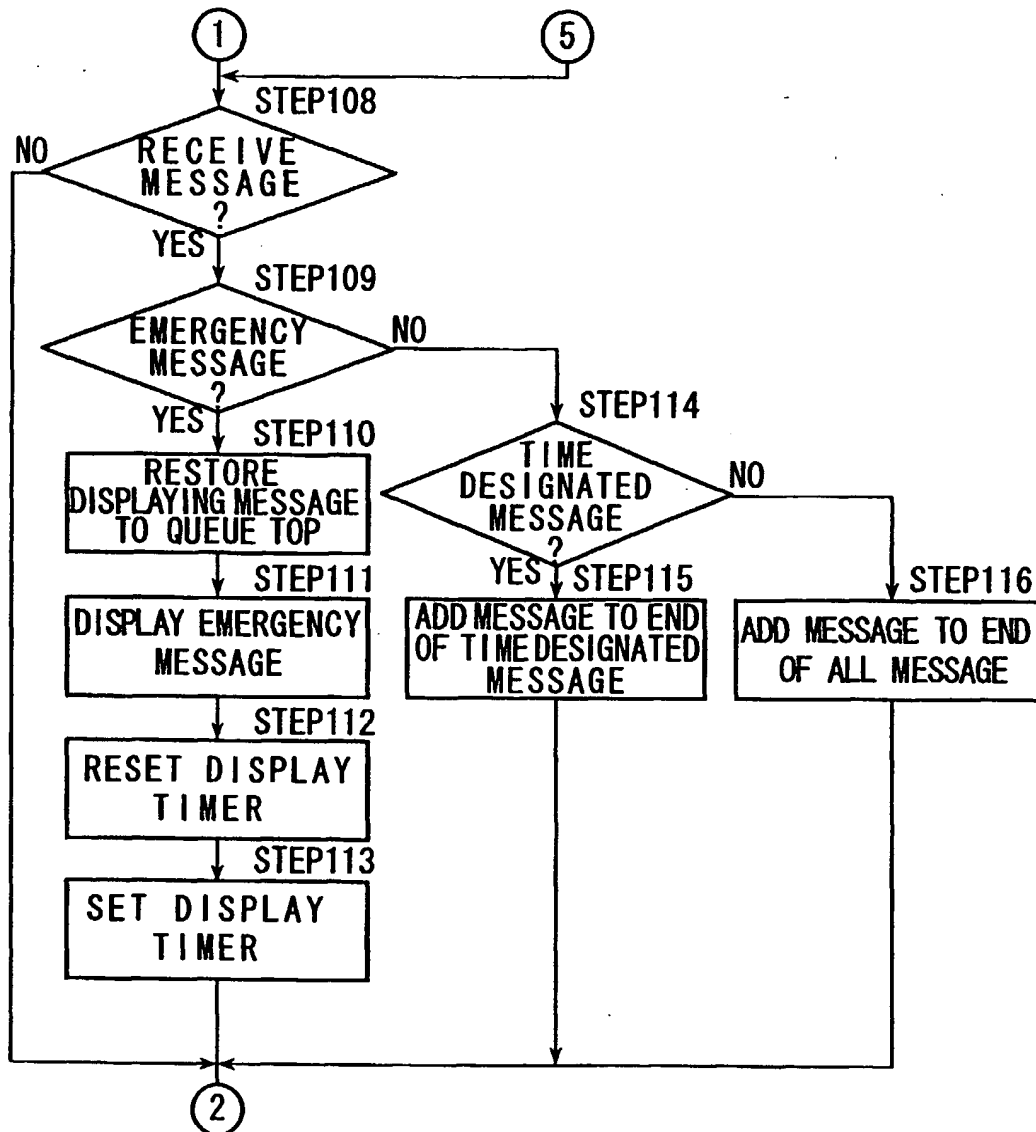 1
5
STEP108
NO
RECEIVE
MESSAGE
?
YES
STEP109
EMERGENCY
MESSAGE
?
NO
YES
STEP110
RESTORE
DISPLAYING MESSAGE
TO QUEUE TOP
STEP111
DISPLAY EMERGENCY
MESSAGE
STEP112
RESET DISPLAY
TIMER
STEP113
SET DISPLAY
TIMER
STEP114
TIME
DESIGNATED
MESSAGE
?
NO
YES
STEP115
ADD MESSAGE TO END
OF TIME DESIGNATED
MESSAGE
STEP116
ADD MESSAGE TO END
OF ALL MESSAGE
2